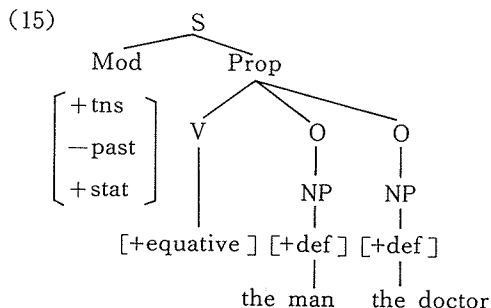 (15)
S
Mod Prop
+tns
−past
+stat
V O O
NP NP
[+equative] [+def] [+def]
the man the doctor